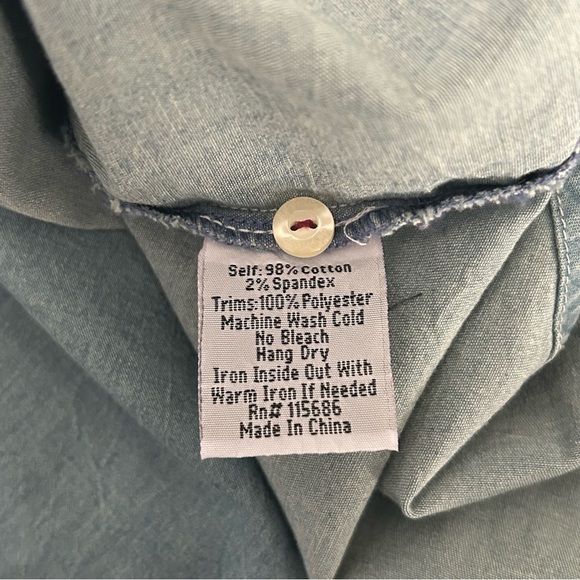 Self: 98% Cotton
2% Spandex
Trims:100% Polyester
Machine Wash Cold
No Bleach
Hang Dry
Iron Inside Out With
Warm Iron If Needed
Rn# 115686
Made In China